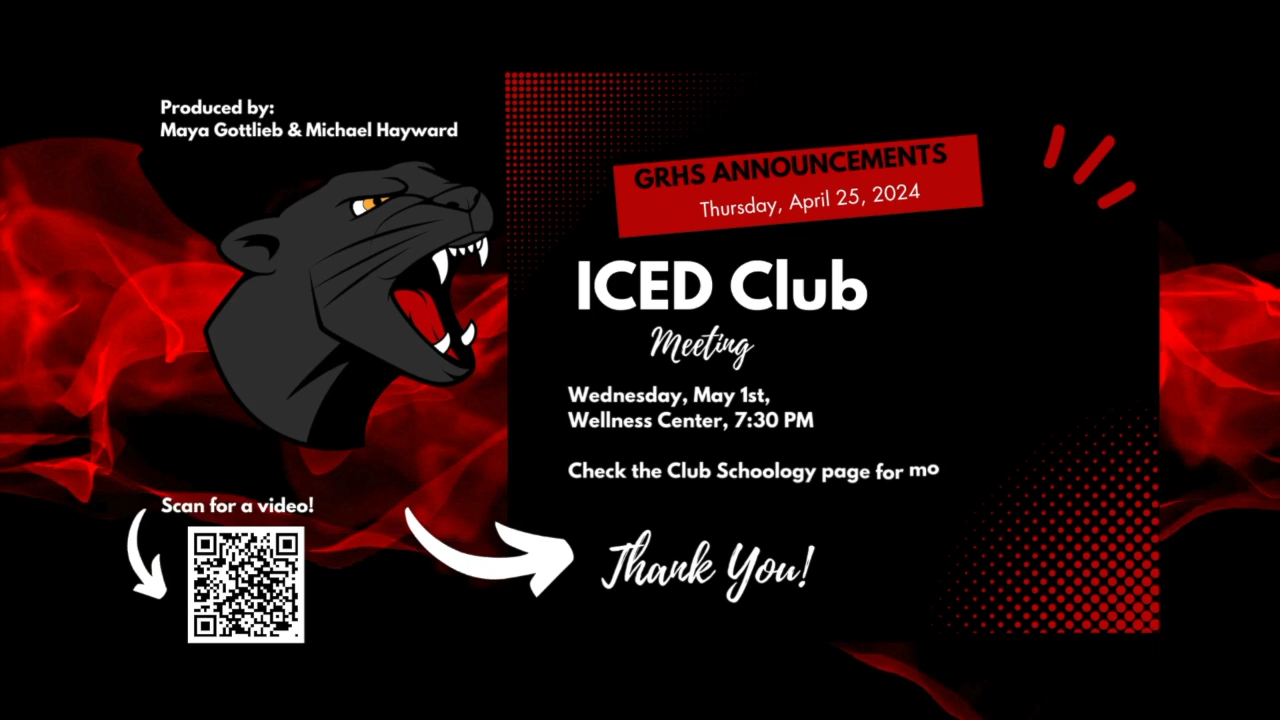 Produced by:
Maya Gottlieb & Michael Hayward
GRHS ANNOUNCEMENTS
Thursday, April 25, 2024
ICED Club
Meeting
Wednesday, May 1st,
Wellness Center, 7:30 PM
Check the Club Schoology page for mo
Scan for a video!
Thank You!